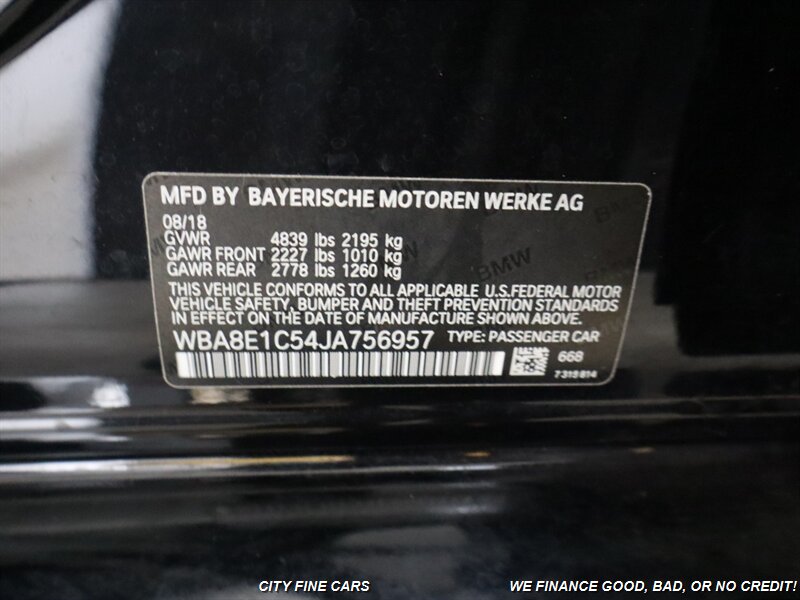 MFD BY BAYERISCHE MOTOREN WERKE AG
08/18
GVWR 4839 lbs 2195 kg
GAWR FRONT 2227 lbs 1010 kg
GAWR REAR 2778 lbs 1260 kg
THIS VEHICLE CONFORMS TO ALL APPLICABLE U.S.FEDERAL MOTOR
VEHICLE SAFETY, BUMPER AND THEFT PREVENTION STANDARDS
IN EFFECT ON THE DATE OF MANUFACTURE SHOWN ABOVE.
WBA8E1C54JA756957 TYPE: PASSENGER CAR
668
7319814
BMW
CITY FINE CARS WE FINANCE GOOD, BAD, OR NO CREDIT!